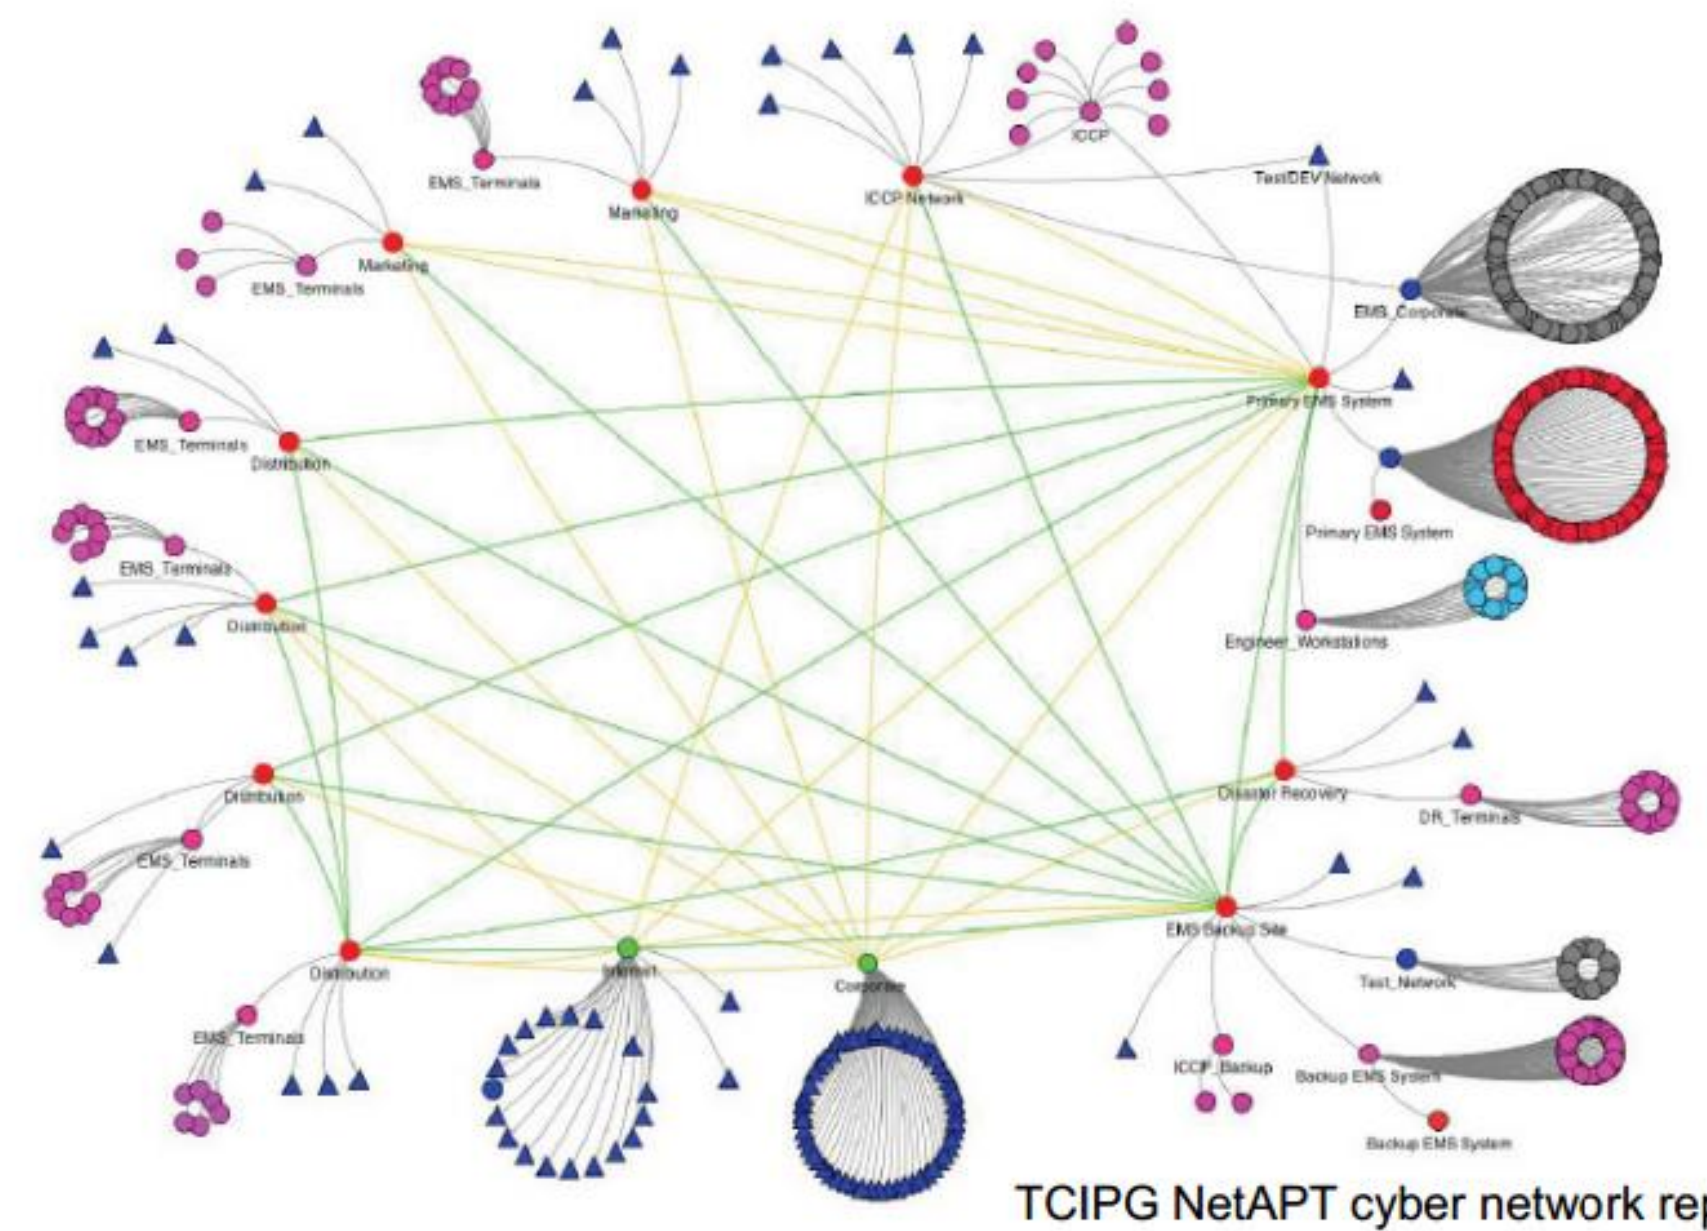 ICCP
EMS_Terminals
TestDEV Network
ICCP Network
Marketing
Marketing
EMS_Terminals
EMS_Corporate
Primary EMS System
EMS_Terminals
Distribution
Primary EMS System
EMS_Terminals
Distribution
Engineer_Workstations
Distribution
Disaster Recovery
DR_Terminals
EMS_Terminals
EMS Backup Site
Distribution
Internet
Corporate
Test_Network
EMS_Terminals
ICCP_Backup
Backup EMS System
Backup EMS System
TCIPG NetAPT cyber network rep